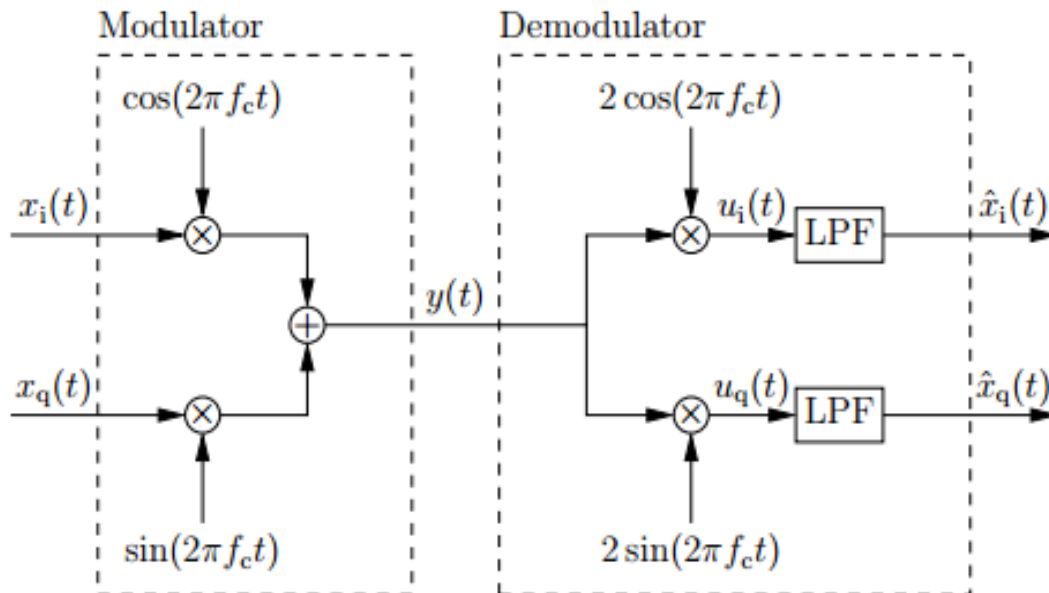 Modulator
Demodulator
cos(2πf_c t)
2 cos(2πf_c t)
x_i(t)
×
×
u_i(t)
LPF
x̂_i(t)
+
y(t)
x_q(t)
×
×
u_q(t)
LPF
x̂_q(t)
sin(2πf_c t)
2 sin(2πf_c t)